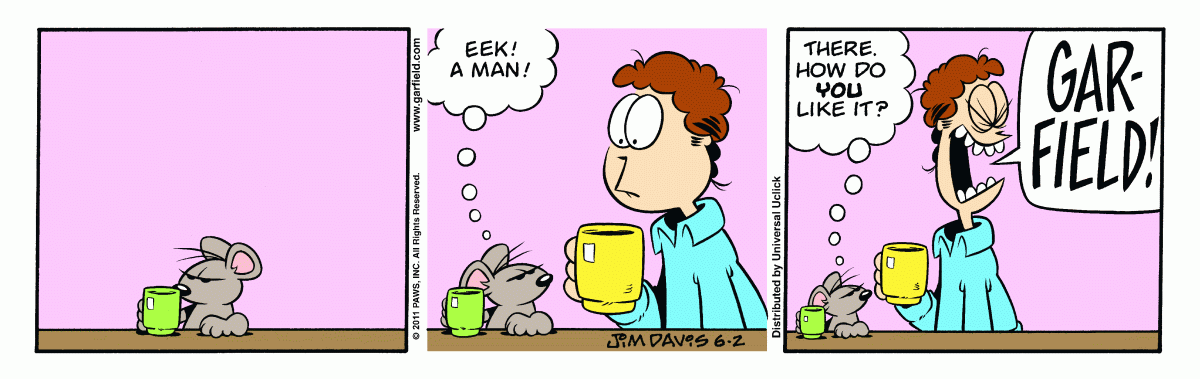 www.garfield.com
© 2011 PAWS, INC. All Rights Reserved.
EEK!
A MAN!
JIM DAVIS 6-2
Distributed by Universal Uclick
THERE.
HOW DO
YOU
LIKE IT?
GAR-
FIELD!